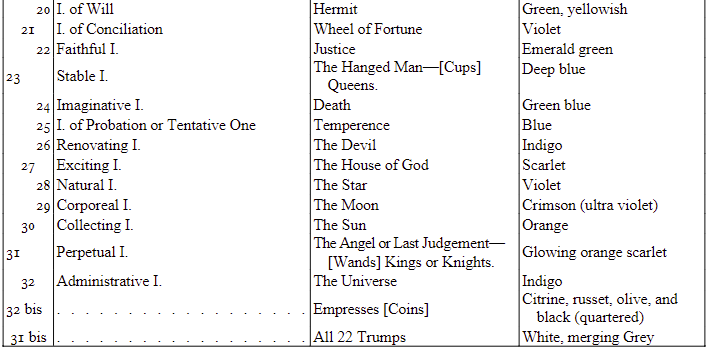 20 I. of Will Hermit Green, yellowish
21 I. of Conciliation Wheel of Fortune Violet
22 Faithful I. Justice Emerald green
23 Stable I. The Hanged Man—[Cups] Queens. Deep blue
24 Imaginative I. Death Green blue
25 I. of Probation or Tentative One Temperence Blue
26 Renovating I. The Devil Indigo
27 Exciting I. The House of God Scarlet
28 Natural I. The Star Violet
29 Corporeal I. The Moon Crimson (ultra violet)
30 Collecting I. The Sun Orange
31 Perpetual I. The Angel or Last Judgement—[Wands] Kings or Knights. Glowing orange scarlet
32 Administrative I. The Universe Indigo
32 bis . . . . . . . . . . . . . . . . . . Empresses [Coins] Citrine, russet, olive, and black (quartered)
31 bis . . . . . . . . . . . . . . . . . . All 22 Trumps White, merging Grey